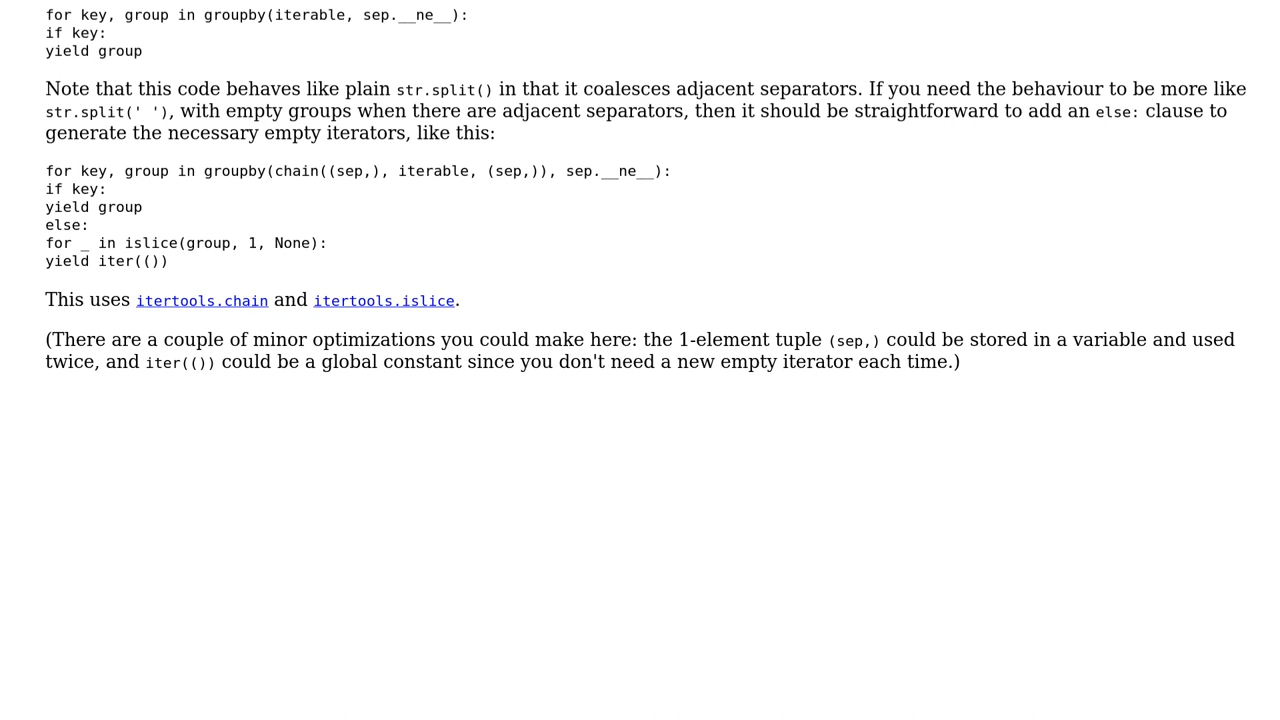 for key, group in groupby(iterable, sep.__ne__):
if key:
yield group
Note that this code behaves like plain str.split() in that it coalesces adjacent separators. If you need the behaviour to be more like
str.split(' '), with empty groups when there are adjacent separators, then it should be straightforward to add an else: clause to
generate the necessary empty iterators, like this:
for key, group in groupby(chain((sep,), iterable, (sep,)), sep.__ne__):
if key:
yield group
else:
for _ in islice(group, 1, None):
yield iter(())
This uses itertools.chain and itertools.islice.
(There are a couple of minor optimizations you could make here: the 1-element tuple (sep,) could be stored in a variable and used
twice, and iter(()) could be a global constant since you don't need a new empty iterator each time.)